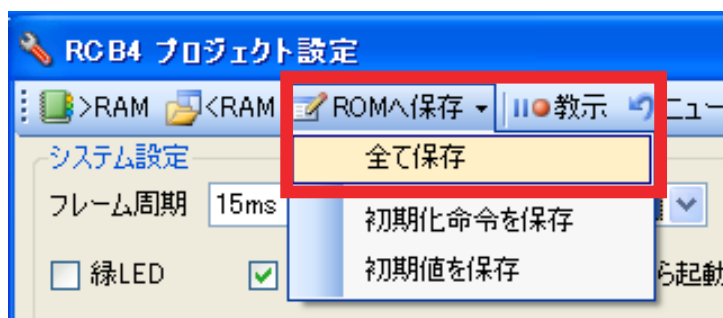 RCB4 プロジェクト設定
>RAM <RAM ROMへ保存 教示 ニュー
システム設定 全て保存
フレーム周期 15ms 初期化命令を保存
緑LED 初期値を保存 ら起動